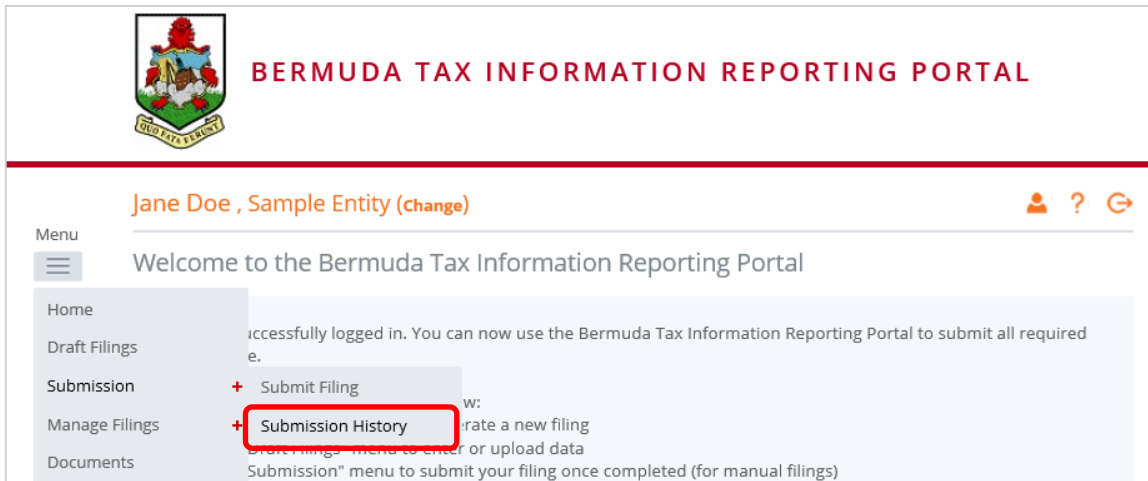 QUO FATA FERUNT
BERMUDA TAX INFORMATION REPORTING PORTAL
Jane Doe , Sample Entity (Change)
?
Menu
Welcome to the Bermuda Tax Information Reporting Portal
Home
uccessfully logged in. You can now use the Bermuda Tax Information Reporting Portal to submit all required
Draft Filings
e.
Submission + Submit Filing
w:
Manage Filings + Submission History
erate a new filing
Draft Filings" menu to enter or upload data
Documents
Submission" menu to submit your filing once completed (for manual filings)